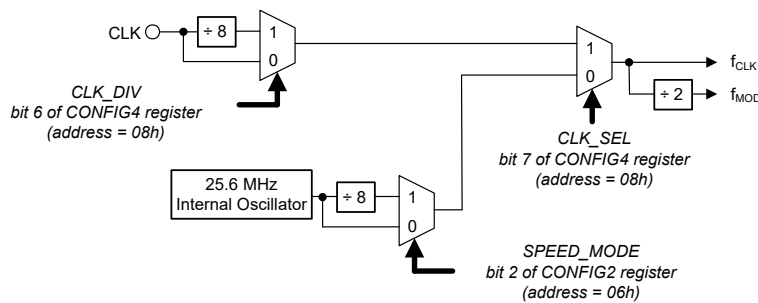 CLK
÷ 8
1
0
CLK_DIV
bit 6 of CONFIG4 register
(address = 08h)
1
0
f_CLK
÷ 2
f_MOD
CLK_SEL
bit 7 of CONFIG4 register
(address = 08h)
25.6 MHz
Internal Oscillator
÷ 8
1
0
SPEED_MODE
bit 2 of CONFIG2 register
(address = 06h)